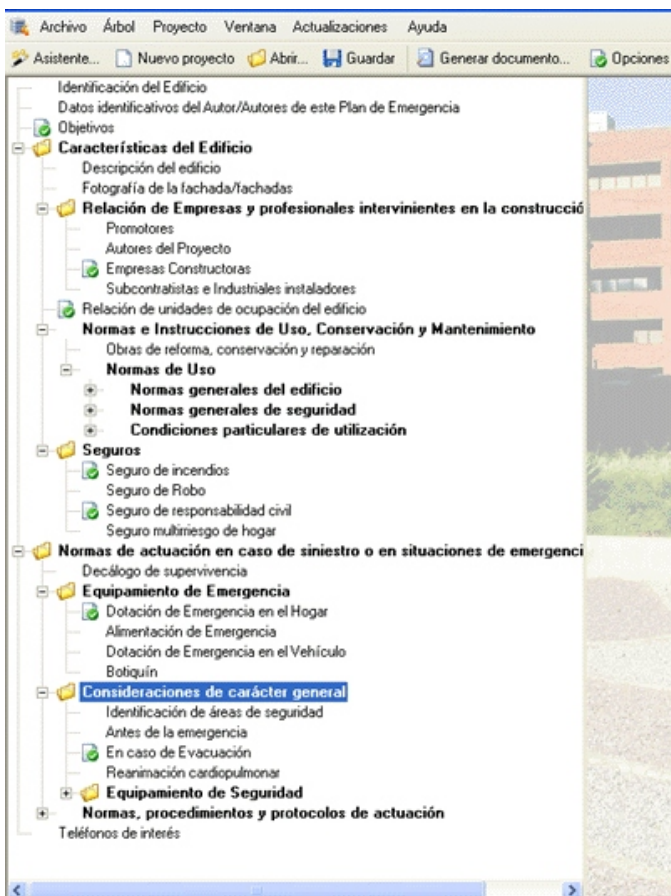 Archivo Árbol Proyecto Ventana Actualizaciones Ayuda
Asistente... Nuevo proyecto Abrir... Guardar Generar documento... Opciones
Identificación del Edificio
Datos identificativos del Autor/Autores de este Plan de Emergencia
Objetivos
Características del Edificio
Descripción del edificio
Fotografía de la fachada/fachadas
Relación de Empresas y profesionales intervinientes en la construcció
Promotores
Autores del Proyecto
Empresas Constructoras
Subcontratistas e Industriales instaladores
Relación de unidades de ocupación del edificio
Normas e Instrucciones de Uso, Conservación y Mantenimiento
Obras de reforma, conservación y reparación
Normas de Uso
Normas generales del edificio
Normas generales de seguridad
Condiciones particulares de utilización
Seguros
Seguro de incendios
Seguro de Robo
Seguro de responsabilidad civil
Seguro multirriesgo de hogar
Normas de actuación en caso de siniestro o en situaciones de emergenci
Decálogo de supervivencia
Equipamiento de Emergencia
Dotación de Emergencia en el Hogar
Alimentación de Emergencia
Dotación de Emergencia en el Vehículo
Botiquín
Consideraciones de carácter general
Identificación de áreas de seguridad
Antes de la emergencia
En caso de Evacuación
Reanimación cardiopulmonar
Equipamiento de Seguridad
Normas, procedimientos y protocolos de actuación
Teléfonos de interés